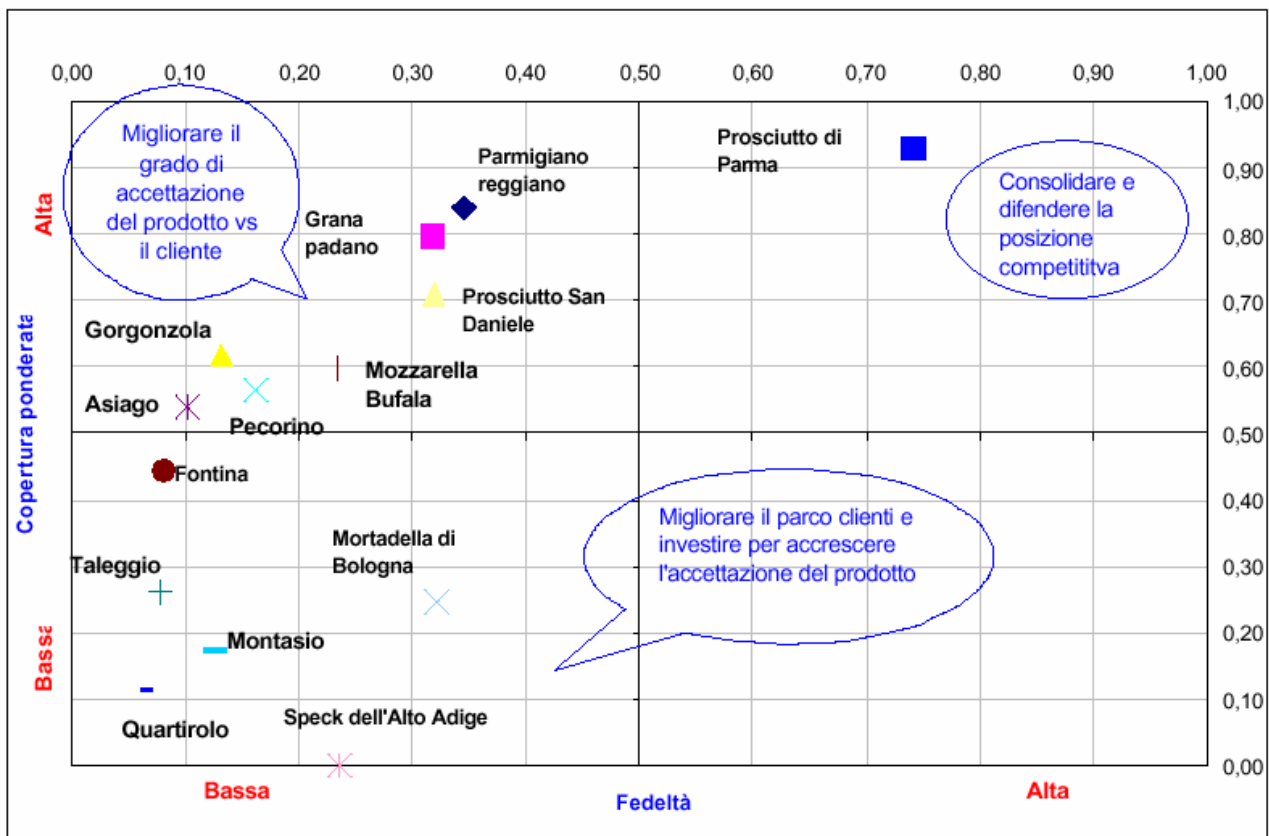 0,00 0,10 0,20 0,30 0,40 0,50 0,60 0,70 0,80 0,90 1,00
1,00
0,90
0,80
0,70
0,60
0,50
0,40
0,30
0,20
0,10
0,00
Alta
Copertura ponderata
Bassa
Migliorare il
grado di
accettazione
del prodotto vs
il cliente
Parmigiano
reggiano
Prosciutto di
Parma
Consolidare e
difendere la
posizione
competititva
Grana
padano
Prosciutto San
Daniele
Gorgonzola
Mozzarella
Bufala
Asiago
Pecorino
Fontina
Migliorare il parco clienti e
investire per accrescere
l'accettazione del prodotto
Mortadella di
Bologna
Taleggio
Montasio
Quartirolo
Speck dell'Alto Adige
Bassa
Fedeltà
Alta